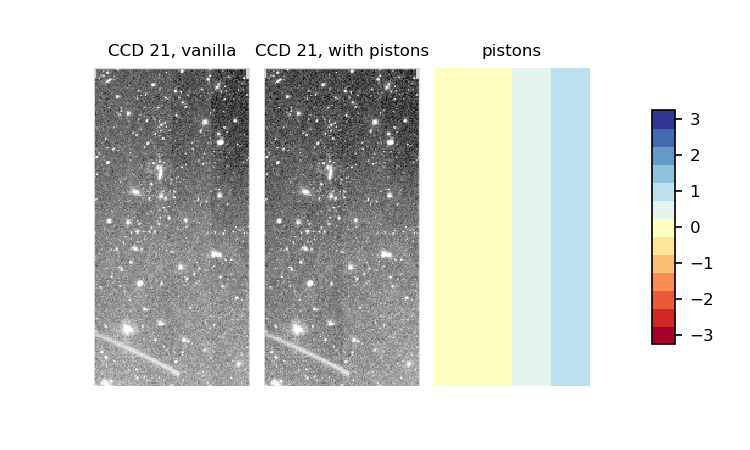 CCD 21, vanilla
CCD 21, with pistons
pistons
3
2
1
0
−1
−2
−3